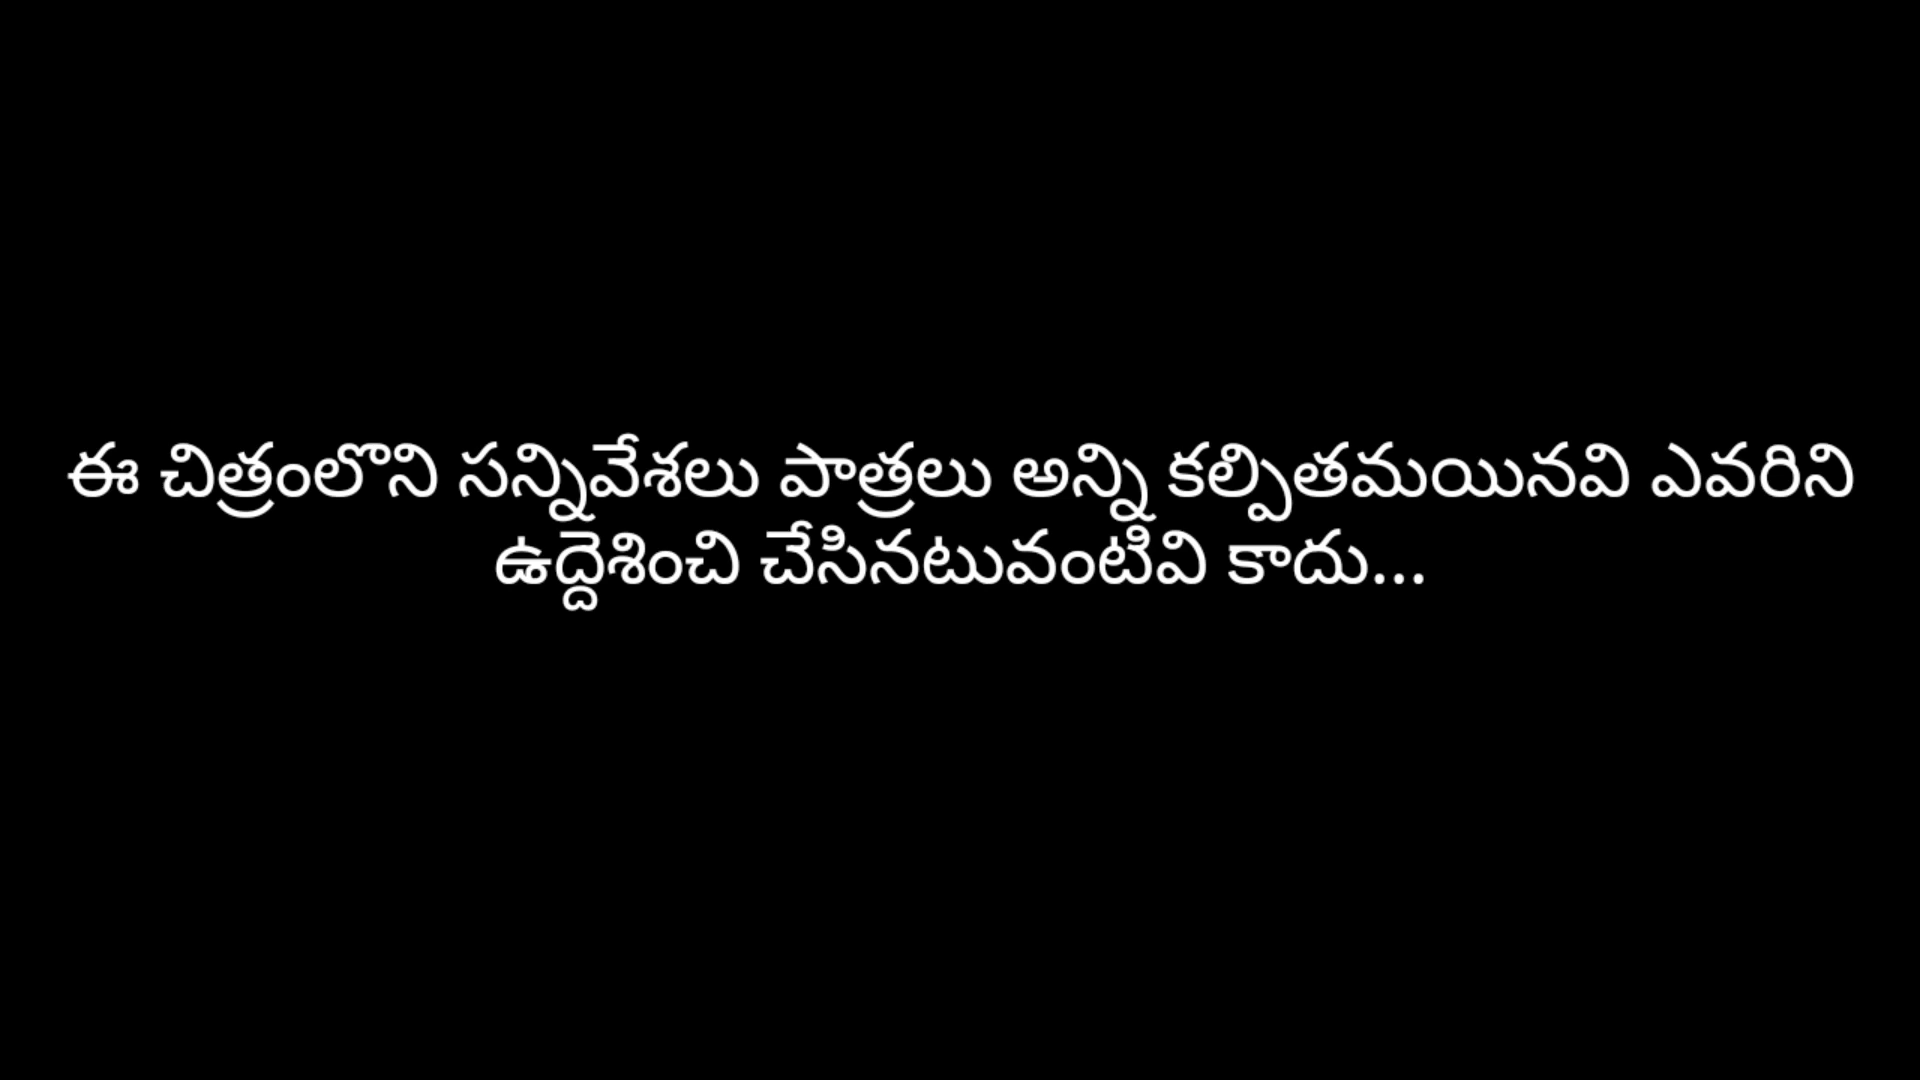 ఈ చిత్రంలొని సన్నివేశలు పాత్రలు అన్ని కల్పితమయినవి ఎవరిని
ఉద్దెశించి చేసినటువంటివి కాదు...